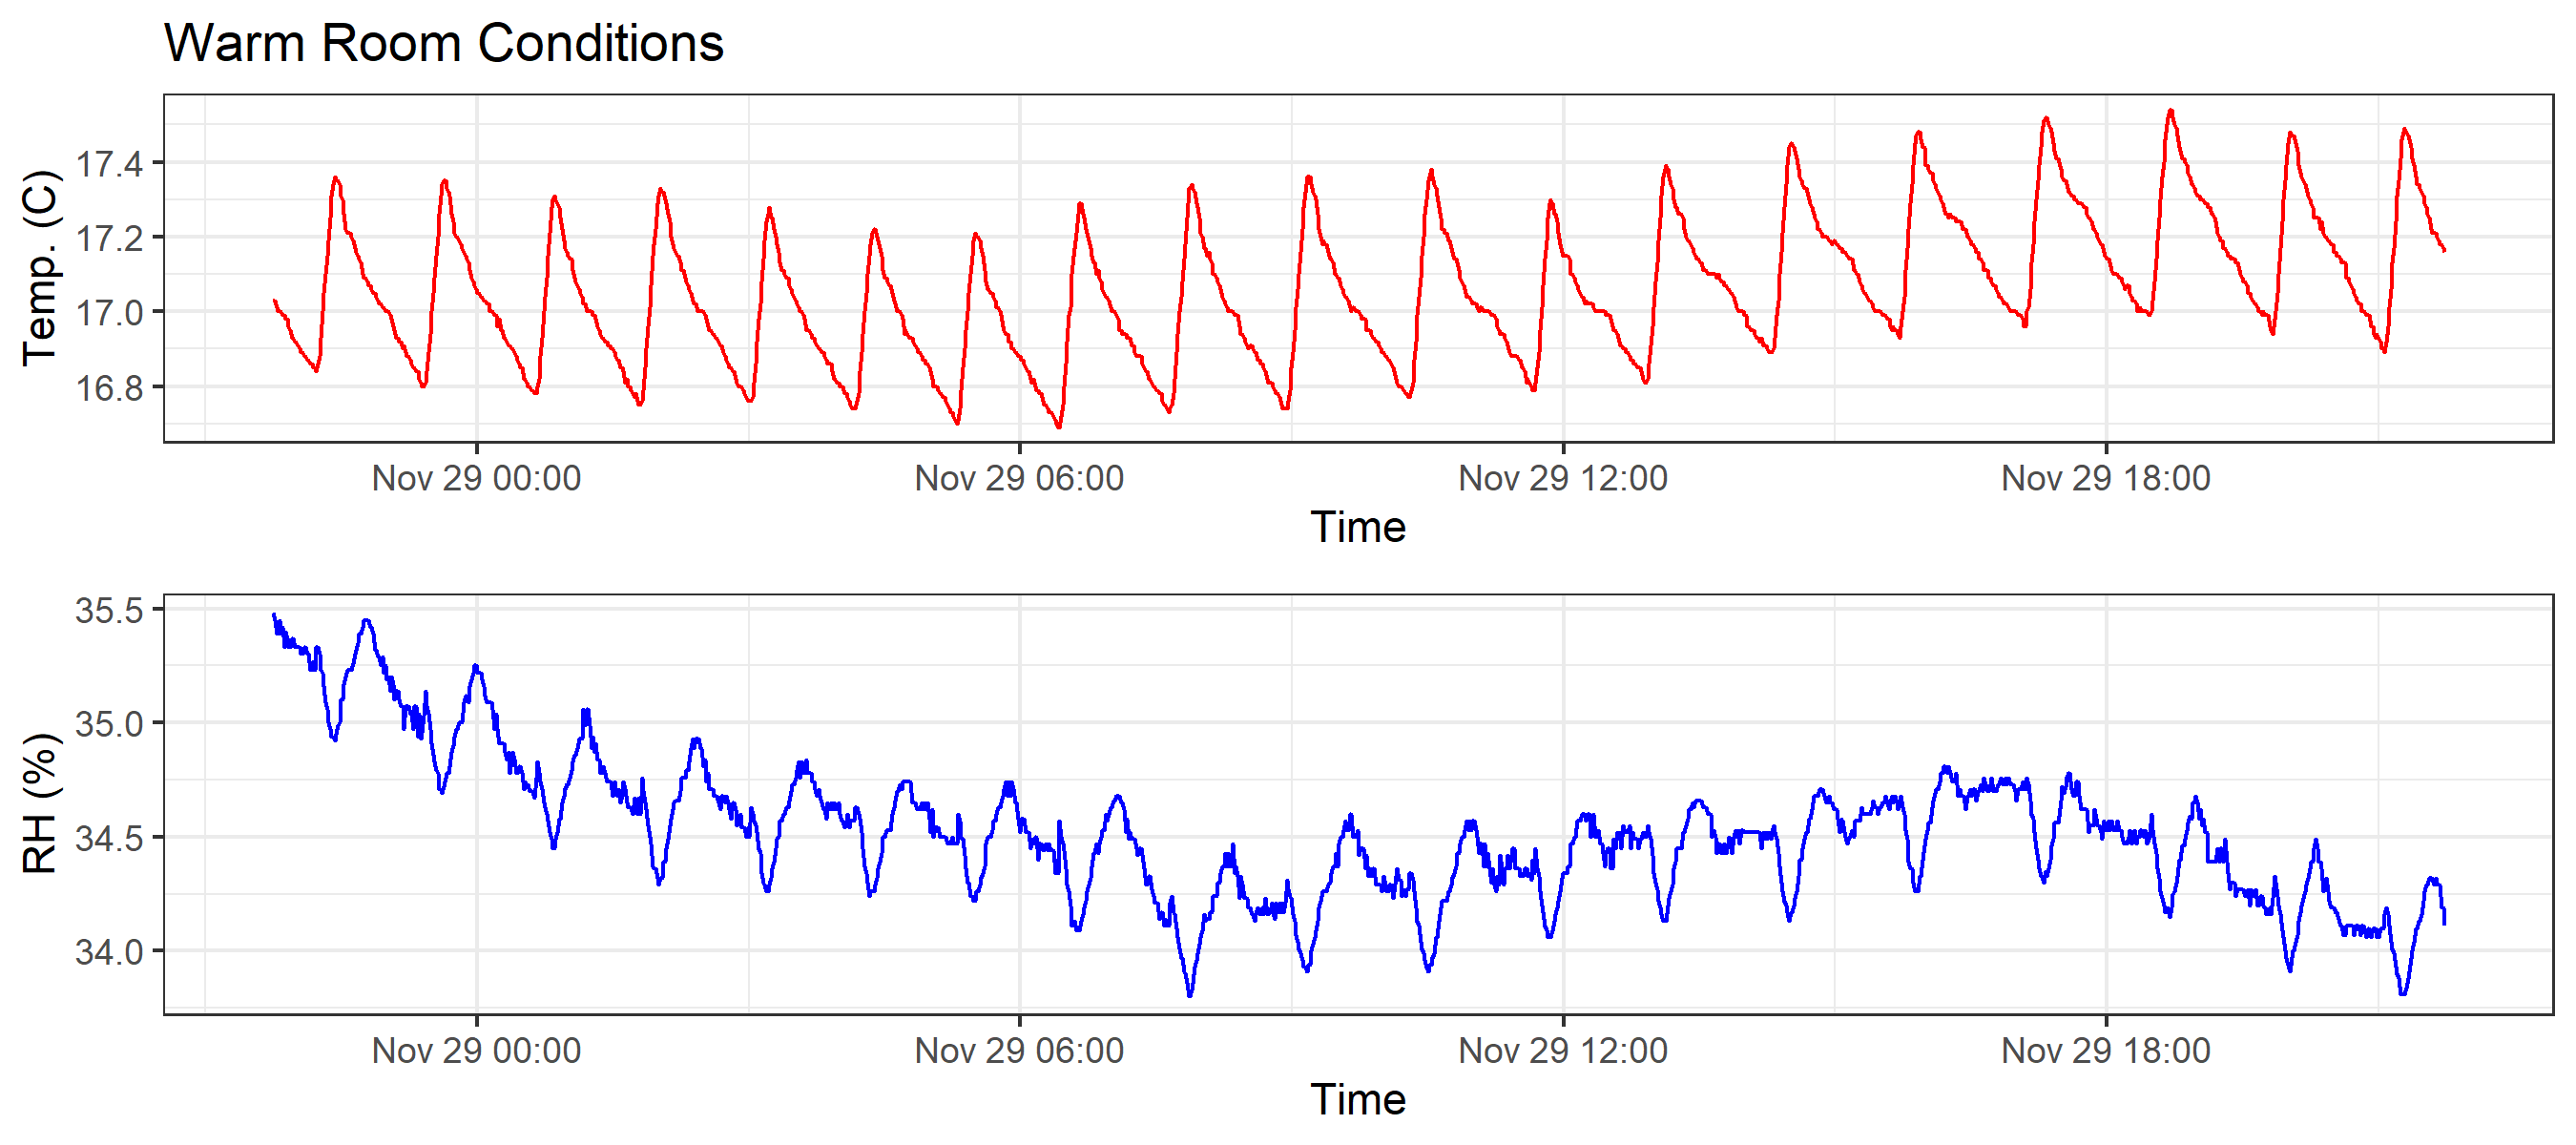 Warm Room Conditions
Temp. (C)
17.4
17.2
17.0
16.8
Nov 29 00:00 Nov 29 06:00 Nov 29 12:00 Nov 29 18:00
Time
RH (%)
35.5
35.0
34.5
34.0
Nov 29 00:00 Nov 29 06:00 Nov 29 12:00 Nov 29 18:00
Time